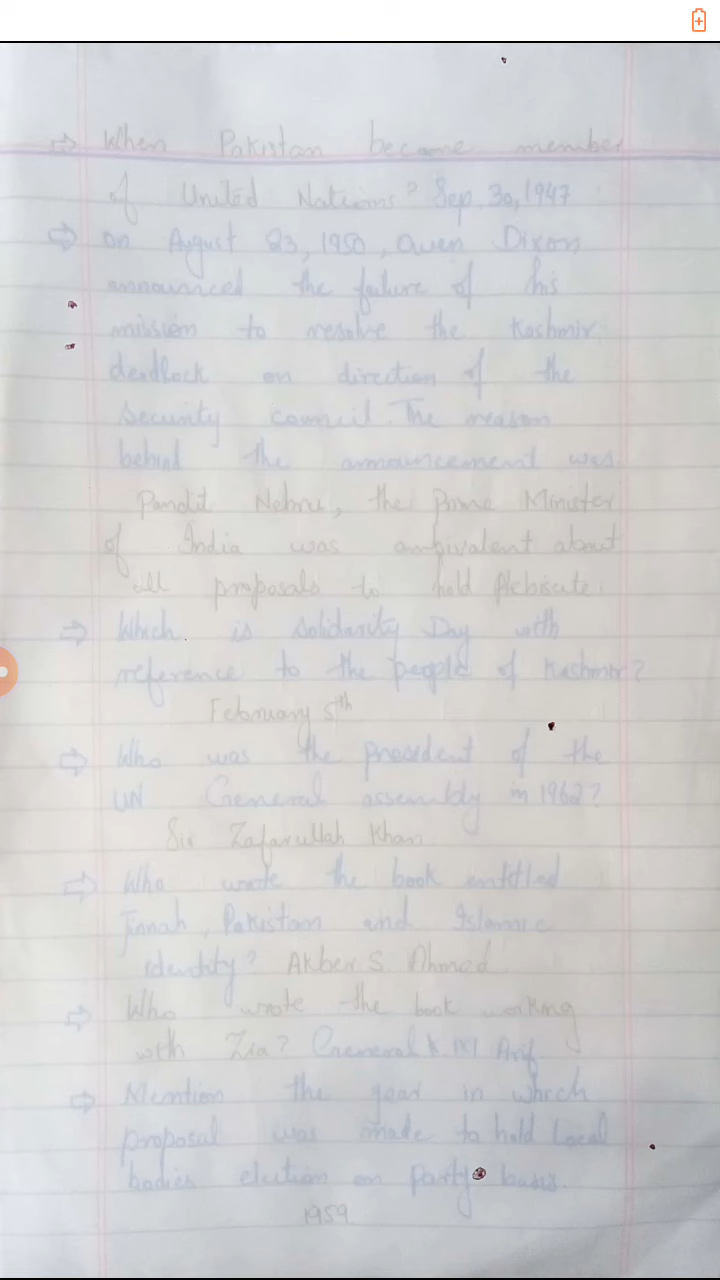 ⇒ When Pakistan became member
of United Nations? Sep 30, 1947
⇒ On August 23, 1950, Owen Dixon
announced the failure of his
mission to resolve the Kashmir
deadlock on direction of the
Security council. The reason
behind the announcement was
Pandit Nehru, the Prime Minister
of India was ambivalent about
all proposals to hold Plebiscite.
⇒ Which is Solidarity Day with
reference to the people of Kashmir?
February 5th
⇒ Who was the president of the
UN General assembly in 1962?
Sir Zafarullah Khan
⇒ Who wrote the book entitled
Jinnah, Pakistan and Islamic
identity? Akber S. Ahmed
⇒ Who wrote the book working
with Zia? General K M Arif
⇒ Mention the year in which
proposal was made to hold Local
bodies election on party basis.
1959